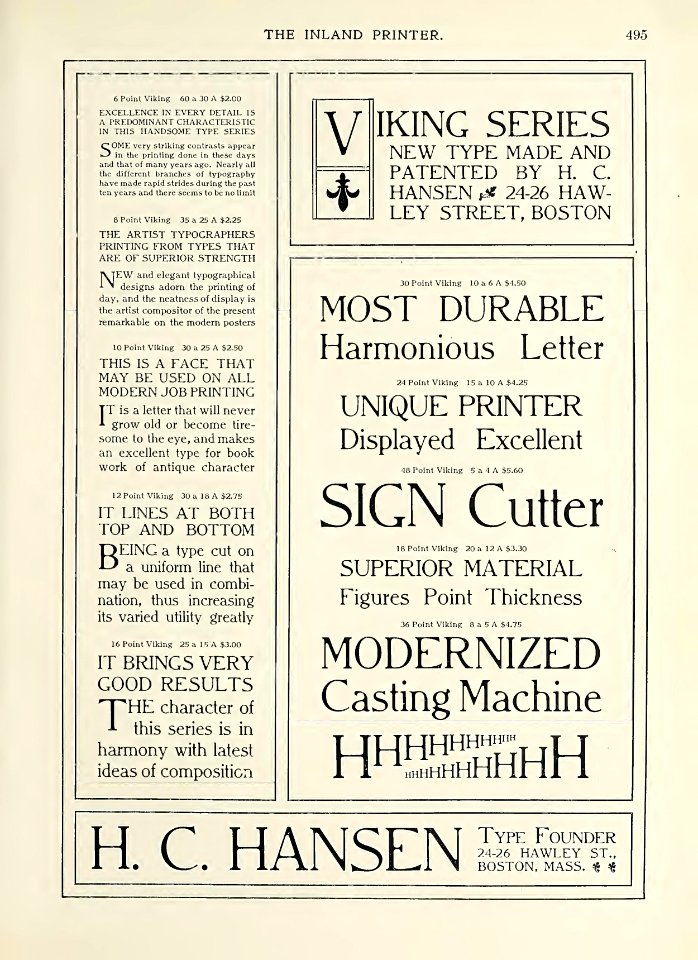 THE INLAND PRINTER.
495
6 Point Viking 60 a 30 A $2.00
EXCELLENCE IN EVERY DETAIL IS
A PREDOMINANT CHARACTERISTIC
IN THIS HANDSOME TYPE SERIES
SOME very striking contrasts appear
in the printing done in these days
and that of many years ago. Nearly all
the different branches of typography
have made rapid strides during the past
ten years and there seems to be no limit
8 Point Viking 35 a 25 A $2.25
THE ARTIST TYPOGRAPHERS
PRINTING FROM TYPES THAT
ARE OF SUPERIOR STRENGTH
NEW and elegant typographical
designs adorn the printing of
day, and the neatness of display is
the artist compositor of the present
remarkable on the modern posters
10 Point Viking 30 a 25 A $2.50
THIS IS A FACE THAT
MAY BE USED ON ALL
MODERN JOB PRINTING
IT is a letter that will never
grow old or become tire-
some to the eye, and makes
an excellent type for book
work of antique character
12 Point Viking 30 a 18 A $2.75
IT LINES AT BOTH
TOP AND BOTTOM
BEING a type cut on
a uniform line that
may be used in combi-
nation, thus increasing
its varied utility greatly
16 Point Viking 25 a 15 A $3.00
IT BRINGS VERY
GOOD RESULTS
THE character of
this series is in
harmony with latest
ideas of composition
VIKING SERIES
NEW TYPE MADE AND
PATENTED BY H. C.
HANSEN 24-26 HAW-
LEY STREET, BOSTON
30 Point Viking 10 a 6 A $4.50
MOST DURABLE
Harmonious Letter
24 Point Viking 15 a 10 A $4.25
UNIQUE PRINTER
Displayed Excellent
48 Point Viking 5 a 4 A $5.60
SIGN Cutter
18 Point Viking 20 a 12 A $3.30
SUPERIOR MATERIAL
Figures Point Thickness
36 Point Viking 8 a 5 A $4.75
MODERNIZED
Casting Machine
HHHHHHHHHH
HHHHHHHHHH
H. C. HANSEN
TYPE FOUNDER
24-26 HAWLEY ST.,
BOSTON, MASS.